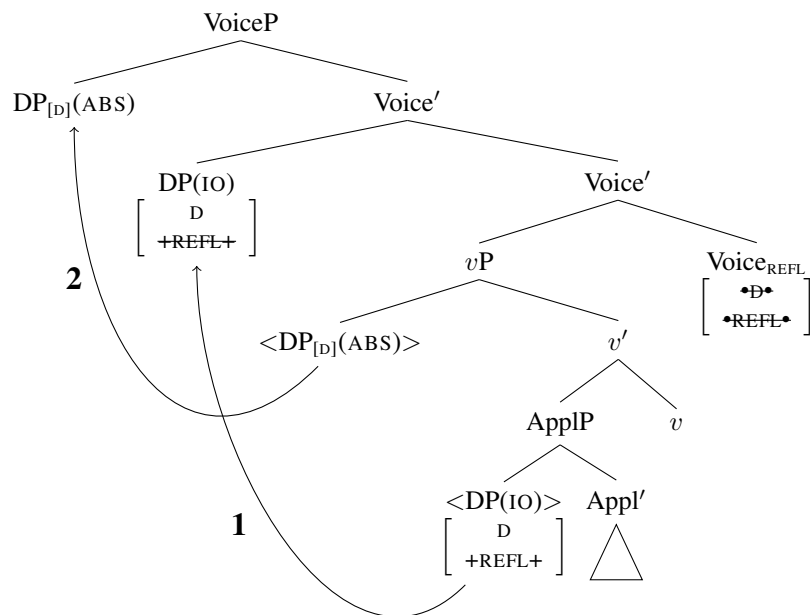 VoiceP
DP[D](ABS) Voice′
DP(IO) Voice′
D
+REFL+
vP VoiceREFL
•D•
•REFL•
2
<DP[D](ABS)> v′
ApplP v
<DP(IO)> Appl′
D
+REFL+
1